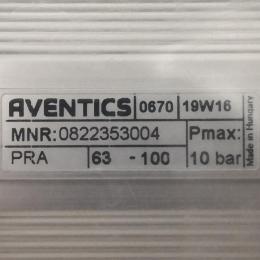 AVENTICS 0670 19W16
MNR:0822353004 Pmax:
PRA 63 -100 10 bar
Made in Hungary